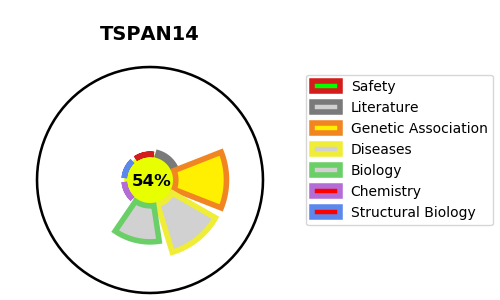 TSPAN14
54%
Safety
Literature
Genetic Association
Diseases
Biology
Chemistry
Structural Biology